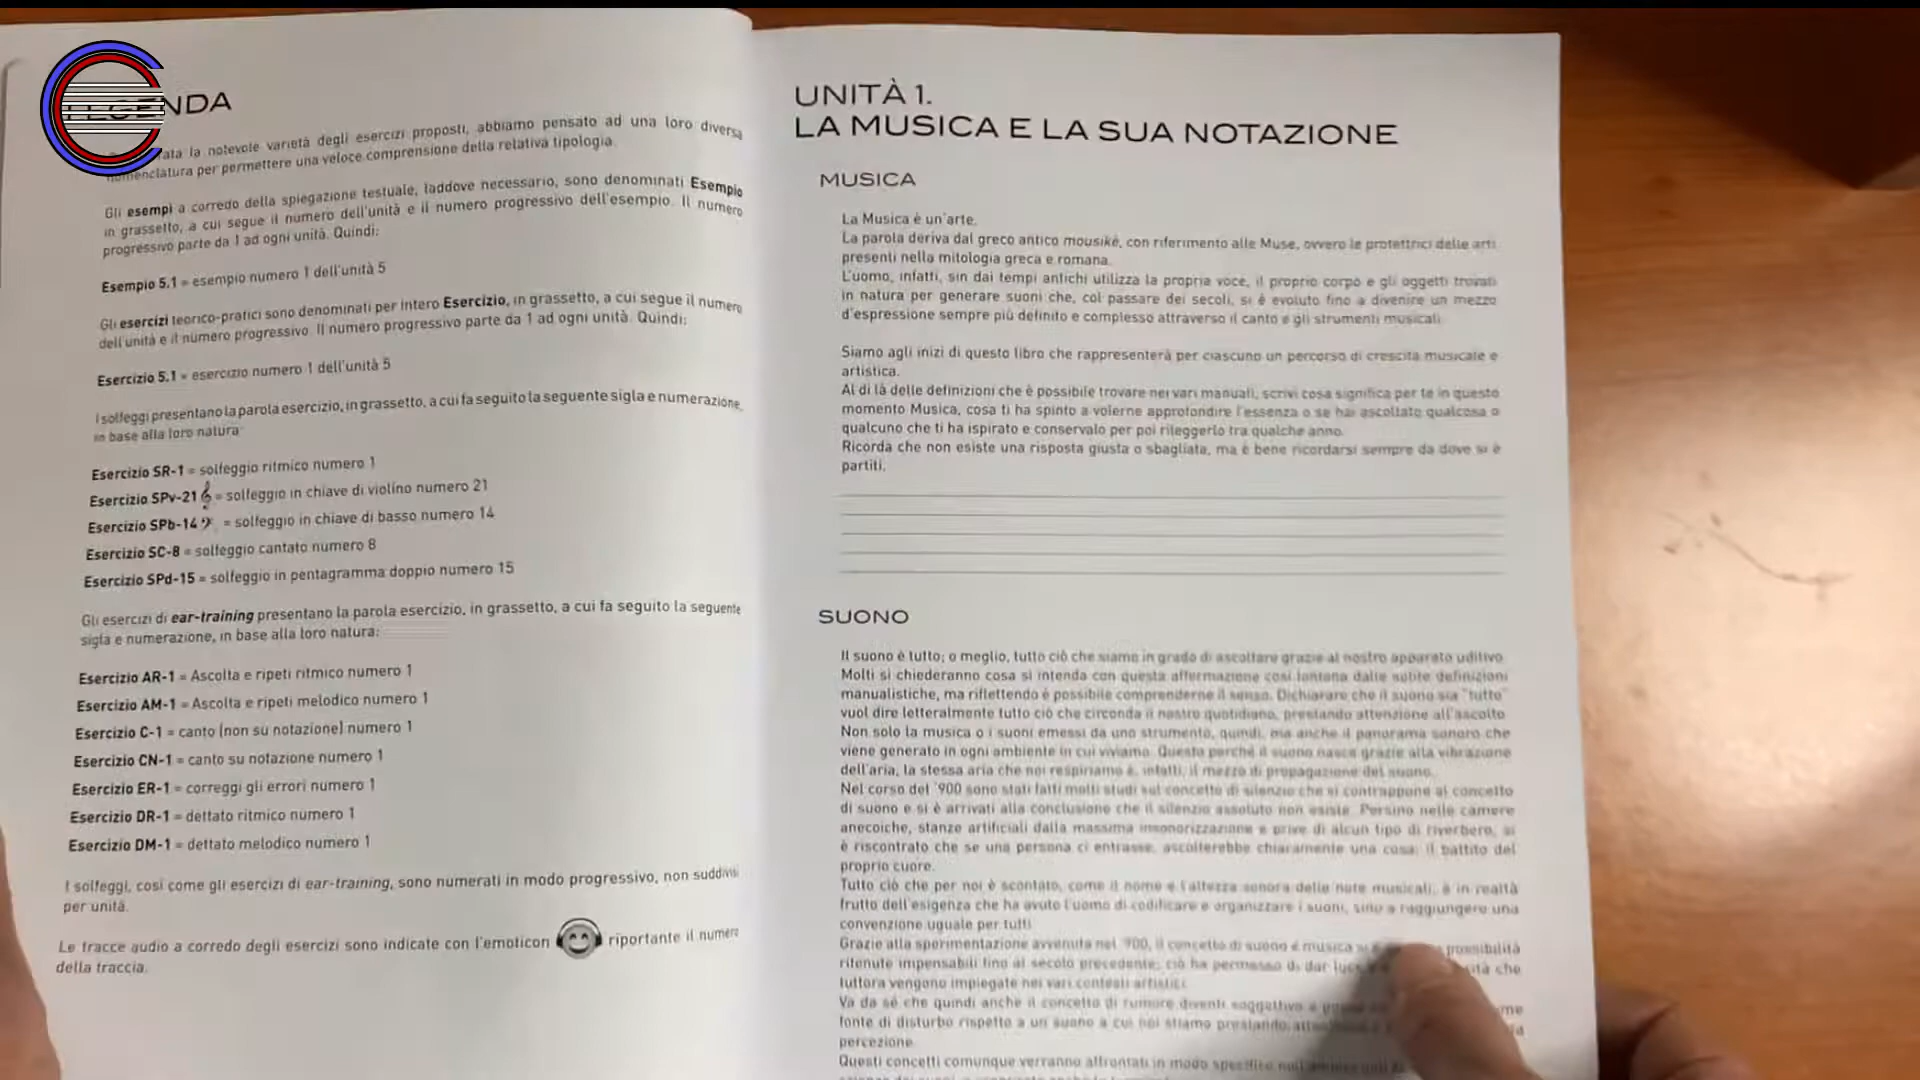 LEGENDA
la notevole varietà degli esercizi proposti, abbiamo pensato ad una loro diversa
nomenclatura per permettere una veloce comprensione della relativa tipologia.
Gli esempi a corredo della spiegazione testuale, laddove necessario, sono denominati Esempio
in grassetto, a cui segue il numero dell'unità e il numero progressivo dell'esempio. Il numero
progressivo parte da 1 ad ogni unità. Quindi:
Esempio 5.1 = esempio numero 1 dell'unità 5
Gli esercizi teorico-pratici sono denominati per intero Esercizio, in grassetto, a cui segue il numero
dell'unità e il numero progressivo. Il numero progressivo parte da 1 ad ogni unità. Quindi:
Esercizio 5.1 = esercizio numero 1 dell'unità 5
I solfeggi presentano la parola esercizio, in grassetto, a cui fa seguito la seguente sigla e numerazione,
in base alla loro natura:
Esercizio SR-1 = solfeggio ritmico numero 1
Esercizio SPv-21 = solfeggio in chiave di violino numero 21
Esercizio SPb-14 = solfeggio in chiave di basso numero 14
Esercizio SC-8 = solfeggio cantato numero 8
Esercizio SPd-15 = solfeggio in pentagramma doppio numero 15
Gli esercizi di ear-training presentano la parola esercizio, in grassetto, a cui fa seguito la seguente
sigla e numerazione, in base alla loro natura:
Esercizio AR-1 = Ascolta e ripeti ritmico numero 1
Esercizio AM-1 = Ascolta e ripeti melodico numero 1
Esercizio C-1 = canto (non su notazione) numero 1
Esercizio CN-1 = canto su notazione numero 1
Esercizio ER-1 = correggi gli errori numero 1
Esercizio DR-1 = dettato ritmico numero 1
Esercizio DM-1 = dettato melodico numero 1
I solfeggi, così come gli esercizi di ear-training, sono numerati in modo progressivo, non suddivisi
per unità.
Le tracce audio a corredo degli esercizi sono indicate con l'emoticon riportante il numero
della traccia.
UNITÀ 1.
LA MUSICA E LA SUA NOTAZIONE
MUSICA
La Musica è un'arte.
La parola deriva dal greco antico mousiké, con riferimento alle Muse, ovvero le protettrici delle arti
presenti nella mitologia greca e romana.
L'uomo, infatti, sin dai tempi antichi utilizza la propria voce, il proprio corpo e gli oggetti trovati
in natura per generare suoni che, col passare dei secoli, si è evoluto fino a divenire un mezzo
d'espressione sempre più definito e complesso attraverso il canto e gli strumenti musicali.
Siamo agli inizi di questo libro che rappresenterà per ciascuno un percorso di crescita musicale e
artistica.
Al di là delle definizioni che è possibile trovare nei vari manuali, scrivi cosa significa per te in questo
momento Musica, cosa ti ha spinto a volerne approfondire l'essenza o se hai ascoltato qualcosa o
qualcuno che ti ha ispirato e conservalo per poi rileggerlo tra qualche anno.
Ricorda che non esiste una risposta giusta o sbagliata, ma è bene ricordarsi sempre da dove si è
partiti.
SUONO
Il suono è tutto; o meglio, tutto ciò che siamo in grado di ascoltare grazie al nostro apparato uditivo.
Molti si chiederanno cosa si intenda con questa affermazione così lontana dalle solite definizioni
manualistiche, ma riflettendo è possibile comprenderne il senso. Dichiarare che il suono sia "tutto"
vuol dire letteralmente tutto ciò che circonda il nostro quotidiano, prestando attenzione all'ascolto.
Non solo la musica o i suoni emessi da uno strumento, quindi, ma anche il panorama sonoro che
viene generato in ogni ambiente in cui viviamo. Questo perché il suono nasce grazie alla vibrazione
dell'aria, la stessa aria che noi respiriamo è, infatti, il mezzo di propagazione del suono.
Nel corso del '900 sono stati fatti molti studi sul concetto di silenzio che si contrappone al concetto
di suono e si è arrivati alla conclusione che il silenzio assoluto non esiste. Persino nelle camere
anecoiche, stanze artificiali dalla massima insonorizzazione e prive di alcun tipo di riverbero, si
è riscontrato che se una persona ci entrasse, ascolterebbe chiaramente una cosa: il battito del
proprio cuore.
Tutto ciò che per noi è scontato, come il nome e l'altezza sonora delle note musicali, è in realtà
frutto dell'esigenza che ha avuto l'uomo di codificare e organizzare i suoni, sino a raggiungere una
convenzione uguale per tutti.
Grazie alla sperimentazione avvenuta nel '900, il concetto di suono e musica possibilità
ritenute impensabili fino al secolo precedente; ciò ha permesso di dar che
tuttora vengono impiegate nei vari contesti artistici.
Va da sé che quindi anche il concetto di rumore diventi soggettivo
fonte di disturbo rispetto a un suono a cui noi stiamo prestando
percezione.
Questi concetti comunque verranno affrontati in modo specifico